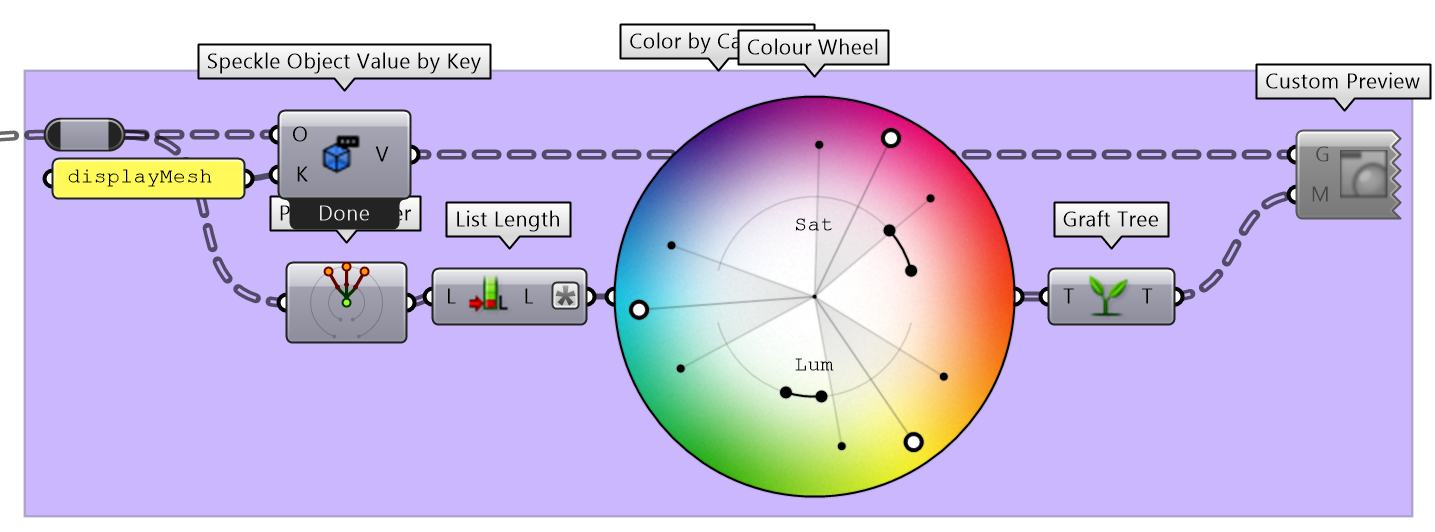 Color by Ca
Colour Wheel
Speckle Object Value by Key
Custom Preview
O
K
V
displayMesh
Done
P
er
List Length
L
L
L
Sat
Lum
Graft Tree
T
T
G
M